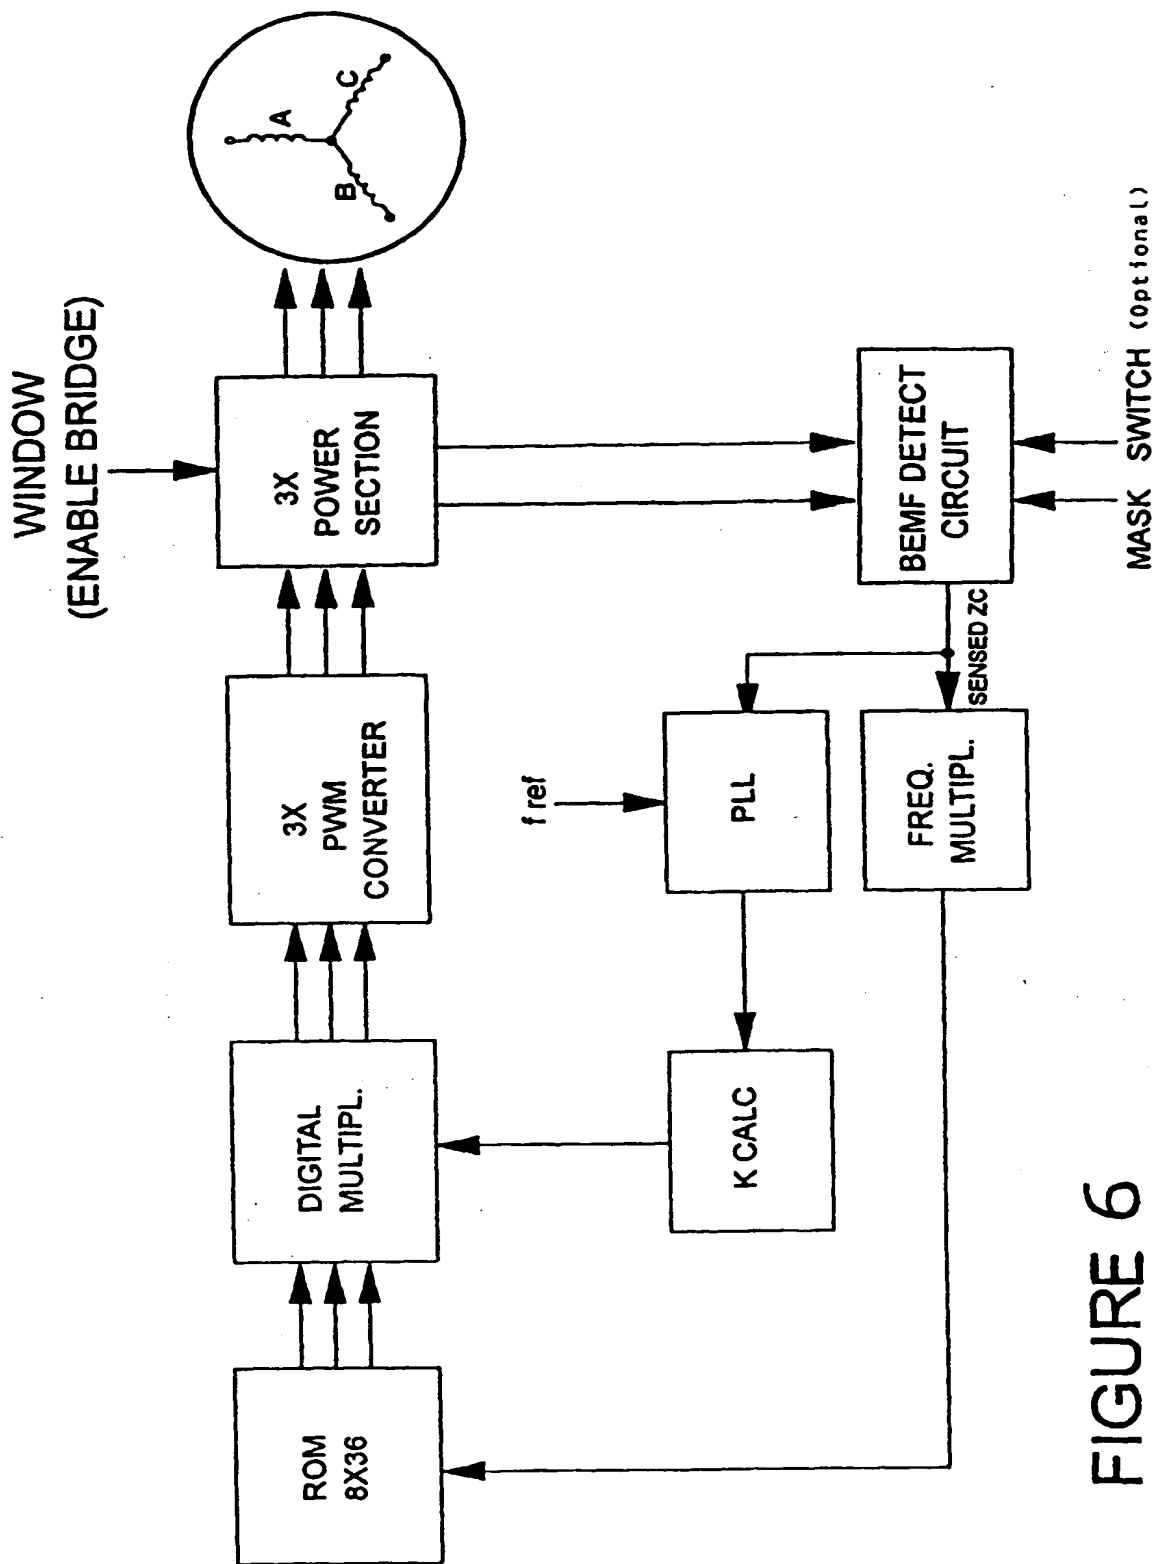 WINDOW
(ENABLE BRIDGE)
ROM
8X36
DIGITAL
MULTIPL.
3X
PWM
CONVERTER
3X
POWER
SECTION
A
B
C
f ref
K CALC
PLL
FREQ.
MULTIPL.
SENSED ZC
BEMF DETECT
CIRCUIT
MASK SWITCH (Optional)
FIGURE 6